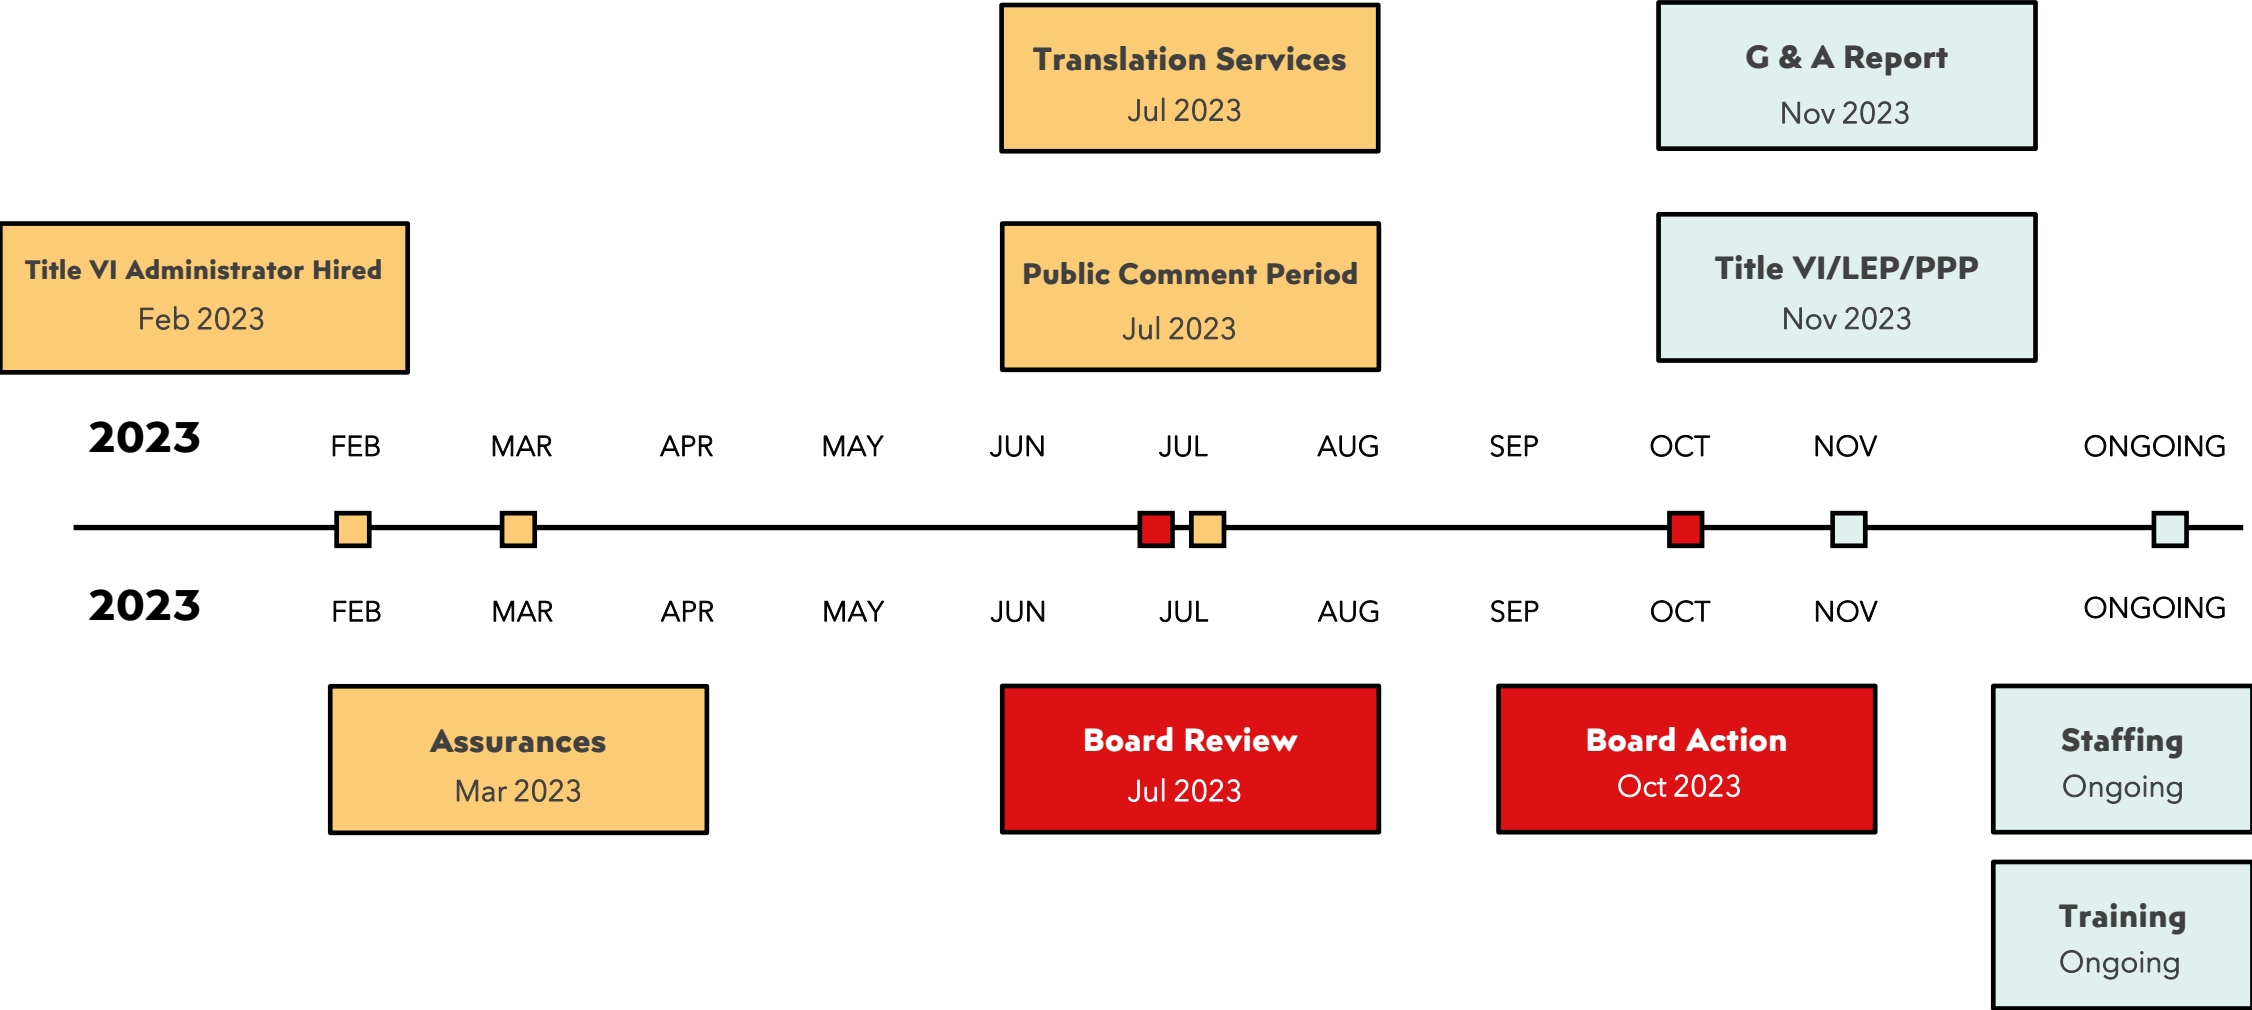 Translation Services
Jul 2023
G & A Report
Nov 2023
Title VI Administrator Hired
Feb 2023
Public Comment Period
Jul 2023
Title VI/LEP/PPP
Nov 2023
2023 FEB MAR APR MAY JUN JUL AUG SEP OCT NOV ONGOING
2023 FEB MAR APR MAY JUN JUL AUG SEP OCT NOV ONGOING
Assurances
Mar 2023
Board Review
Jul 2023
Board Action
Oct 2023
Staffing
Ongoing
Training
Ongoing